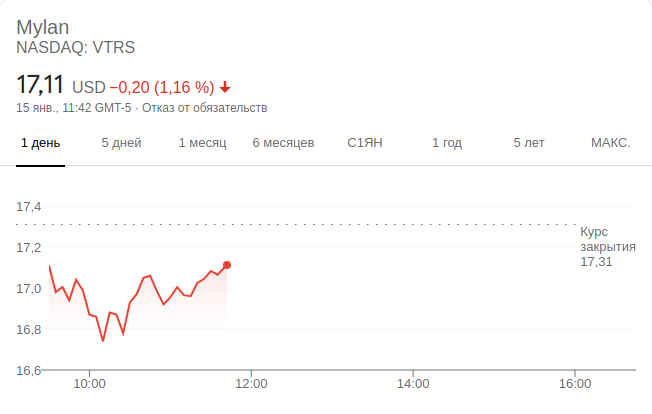 Mylan
NASDAQ: VTRS
17,11 USD −0,20 (1,16 %)
15 янв., 11:42 GMT-5 · Отказ от обязательств
1 день 5 дней 1 месяц 6 месяцев С1ЯН 1 год 5 лет МАКС.
17,4
Курс
закрытия
17,31
17,2
17,0
16,8
16,6
10:00 12:00 14:00 16:00